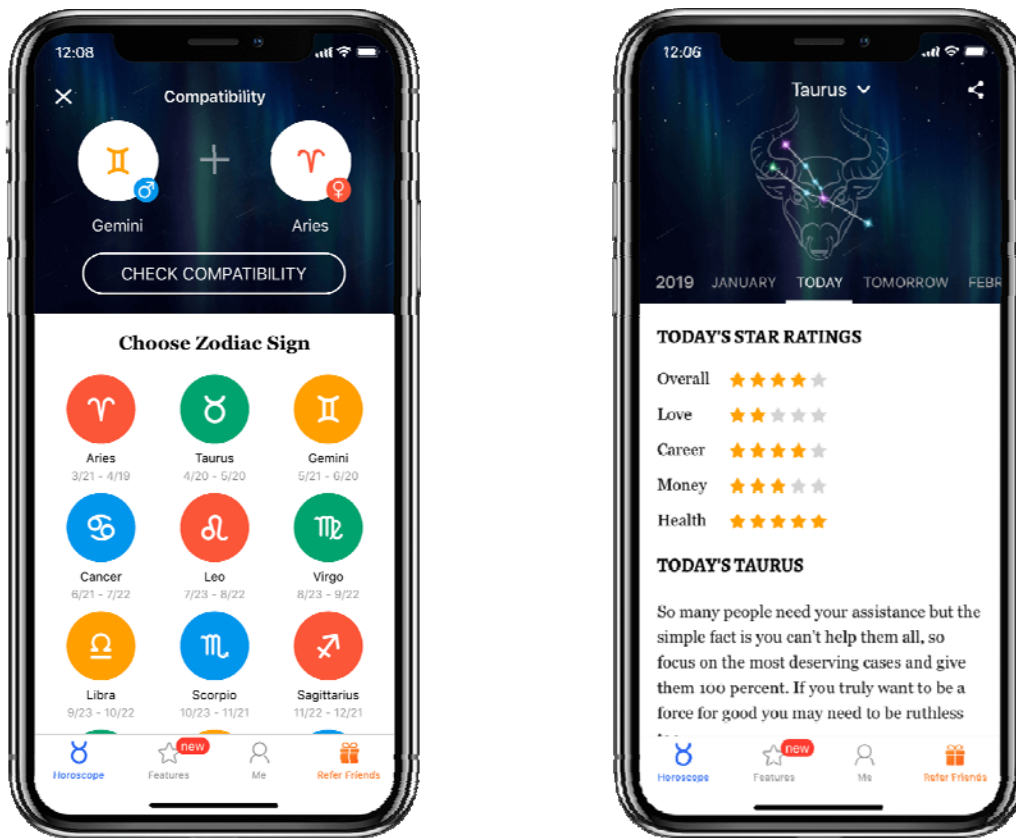 12:08
Compatibility
Gemini
Aries
CHECK COMPATIBILITY
Choose Zodiac Sign
Aries
Taurus
Gemini
3/21 - 4/19
4/20 - 5/20
5/21 - 6/20
Cancer
Leo
Virgo
6/21 - 7/22
7/23 - 8/22
8/23 - 9/22
Libra
Scorpio
Sagittarius
9/23 - 10/22
10/23 - 11/21
11/22 - 12/21
new
Horoscope
Features
Me
Refer Friends
12:06
Taurus
2019 JANUARY TODAY TOMORROW FEBR
TODAY'S STAR RATINGS
Overall
Love
Career
Money
Health
TODAY'S TAURUS
So many people need your assistance but the
simple fact is you can't help them all, so
focus on the most deserving cases and give
them 100 percent. If you truly want to be a
force for good you may need to be ruthless
new
Horoscope
Features
Me
Refer Friends